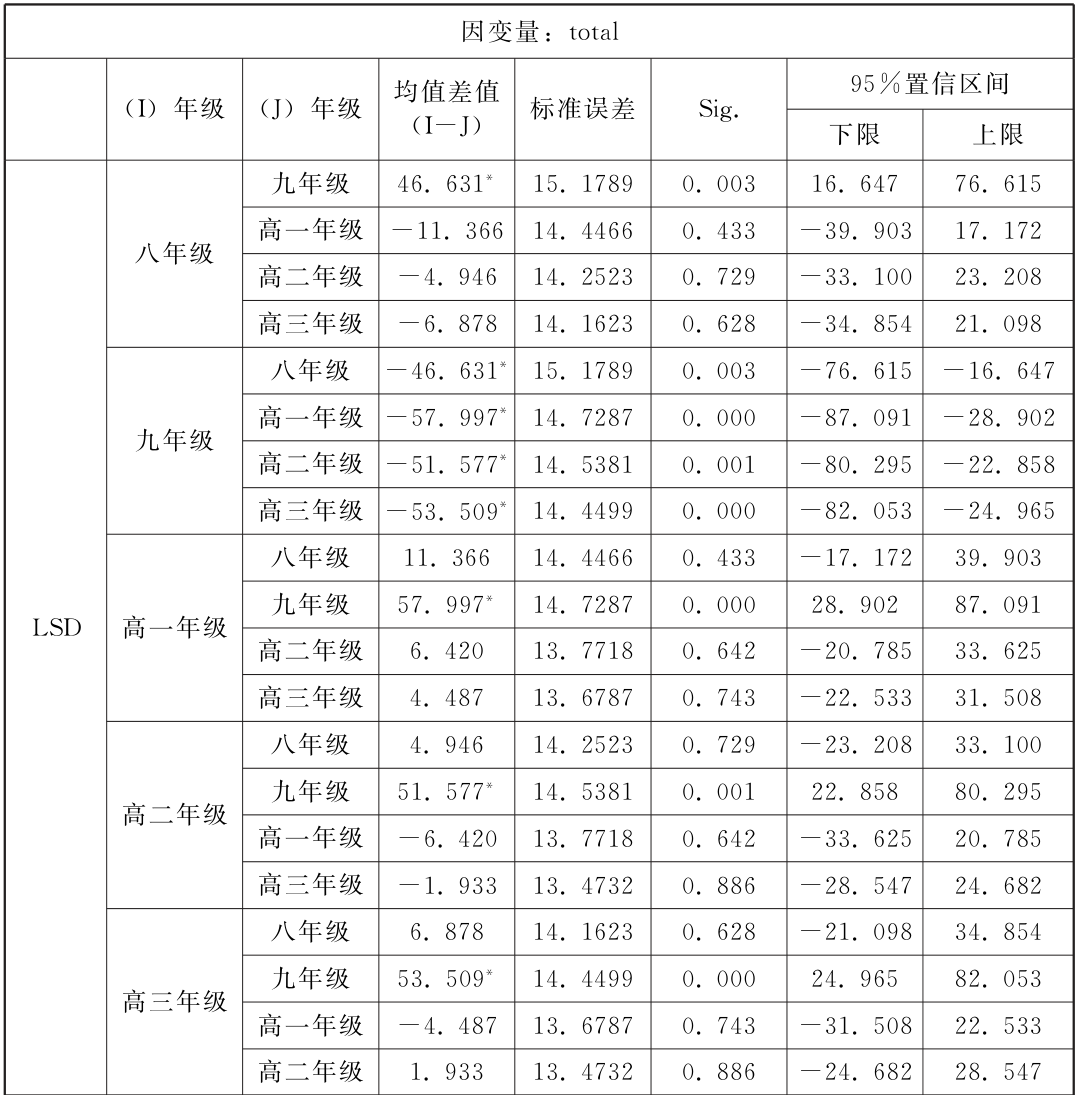 因变量：total
(I) 年级 (J) 年级 均值差值 (I－J) 标准误差 Sig. 95%置信区间
下限 上限
LSD
八年级
九年级 46.631* 15.1789 0.003 16.647 76.615
高一年级 －11.366 14.4466 0.433 －39.903 17.172
高二年级 －4.946 14.2523 0.729 －33.100 23.208
高三年级 －6.878 14.1623 0.628 －34.854 21.098
九年级
八年级 －46.631* 15.1789 0.003 －76.615 －16.647
高一年级 －57.997* 14.7287 0.000 －87.091 －28.902
高二年级 －51.577* 14.5381 0.001 －80.295 －22.858
高三年级 －53.509* 14.4499 0.000 －82.053 －24.965
高一年级
八年级 11.366 14.4466 0.433 －17.172 39.903
九年级 57.997* 14.7287 0.000 28.902 87.091
高二年级 6.420 13.7718 0.642 －20.785 33.625
高三年级 4.487 13.6787 0.743 －22.533 31.508
高二年级
八年级 4.946 14.2523 0.729 －23.208 33.100
九年级 51.577* 14.5381 0.001 22.858 80.295
高一年级 －6.420 13.7718 0.642 －33.625 20.785
高三年级 －1.933 13.4732 0.886 －28.547 24.682
高三年级
八年级 6.878 14.1623 0.628 －21.098 34.854
九年级 53.509* 14.4499 0.000 24.965 82.053
高一年级 －4.487 13.6787 0.743 －31.508 22.533
高二年级 1.933 13.4732 0.886 －24.682 28.547